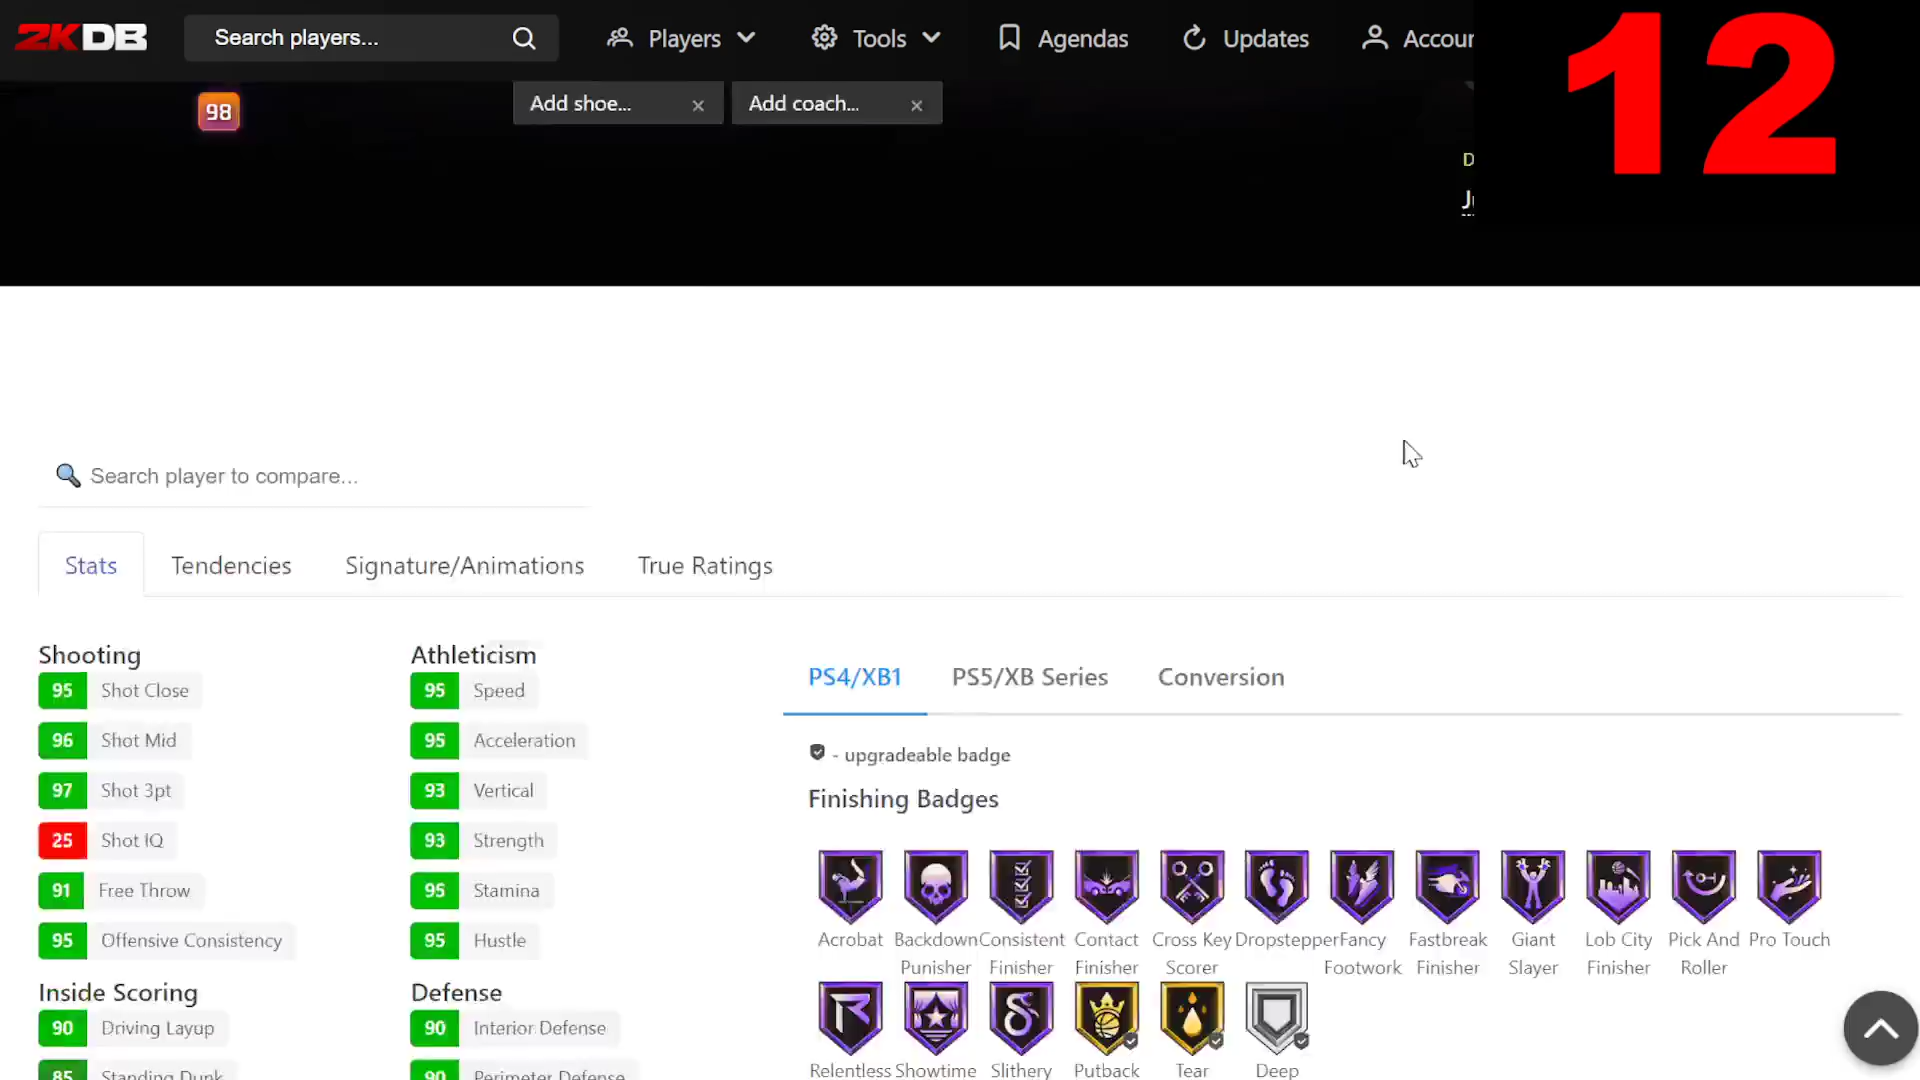 2KDB
Search players...
Players
Tools
Agendas
Updates
Accour
12
98
Add shoe... ×
Add coach... ×
D
Search player to compare...
Stats
Tendencies
Signature/Animations
True Ratings
Shooting
95 Shot Close
96 Shot Mid
97 Shot 3pt
25 Shot IQ
91 Free Throw
95 Offensive Consistency
Inside Scoring
90 Driving Layup
85 Standing Dunk
Athleticism
95 Speed
95 Acceleration
93 Vertical
93 Strength
95 Stamina
95 Hustle
Defense
90 Interior Defense
90 Perimeter Defense
PS4/XB1
PS5/XB Series
Conversion
- upgradeable badge
Finishing Badges
Acrobat
Backdown
Punisher
Consistent
Finisher
Contact
Finisher
Cross Key
Scorer
Dropstepper
Fancy
Footwork
Fastbreak
Finisher
Giant
Slayer
Lob City
Finisher
Pick And
Roller
Pro Touch
Relentless
Showtime
Slithery
Putback
Tear
Deep